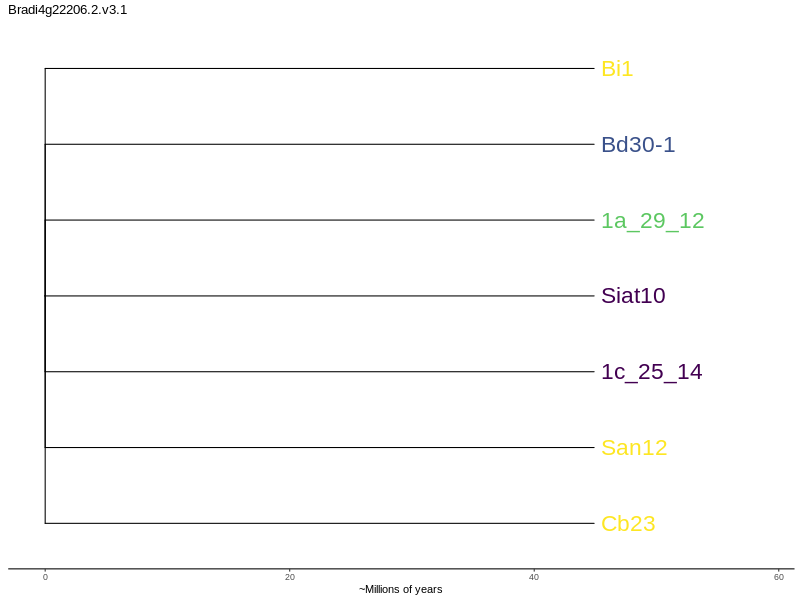 Bradi4g22206.2.v3.1
Bi1
Bd30-1
1a_29_12
Siat10
1c_25_14
San12
Cb23
0 20 40 60
~Millions of years